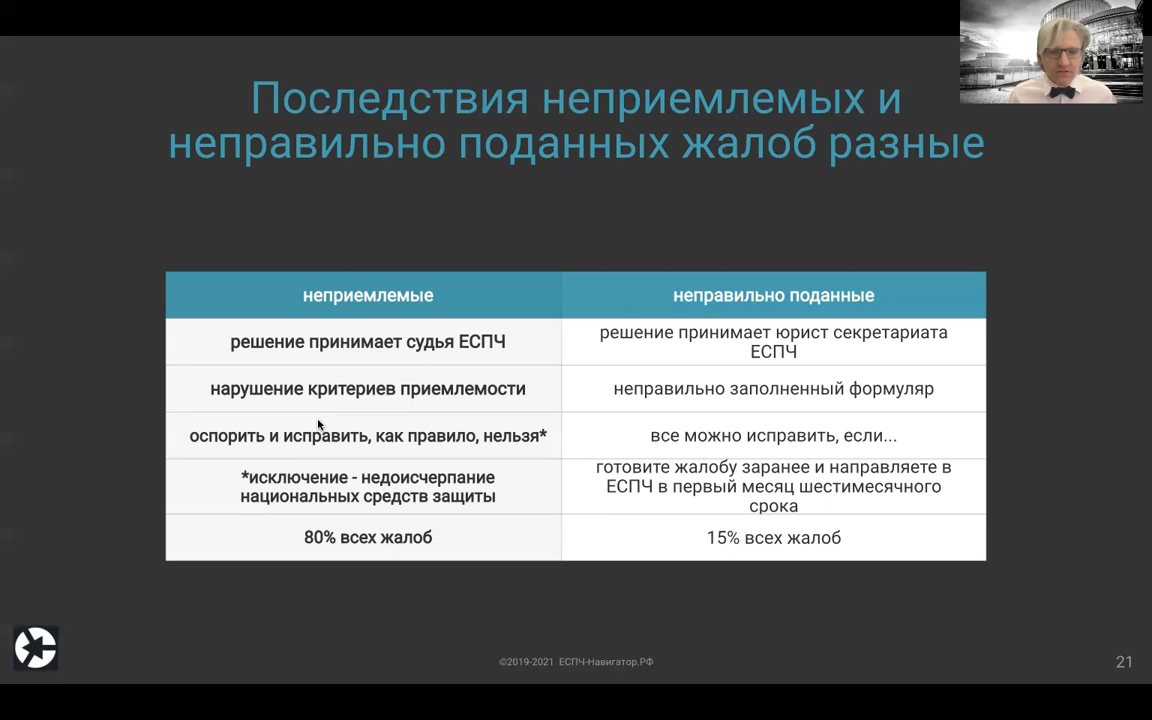 Последствия неприемлемых и
неправильно поданных жалоб разные
неприемлемые
неправильно поданные
решение принимает судья ЕСПЧ
решение принимает юрист секретариата
ЕСПЧ
нарушение критериев приемлемости
неправильно заполненный формуляр
оспорить и исправить, как правило, нельзя*
все можно исправить, если...
*исключение - недоисчерпание
национальных средств защиты
готовите жалобу заранее и направляете в
ЕСПЧ в первый месяц шестимесячного
срока
80% всех жалоб
15% всех жалоб
©2019-2021 ЕСПЧ-Навигатор.РФ
21